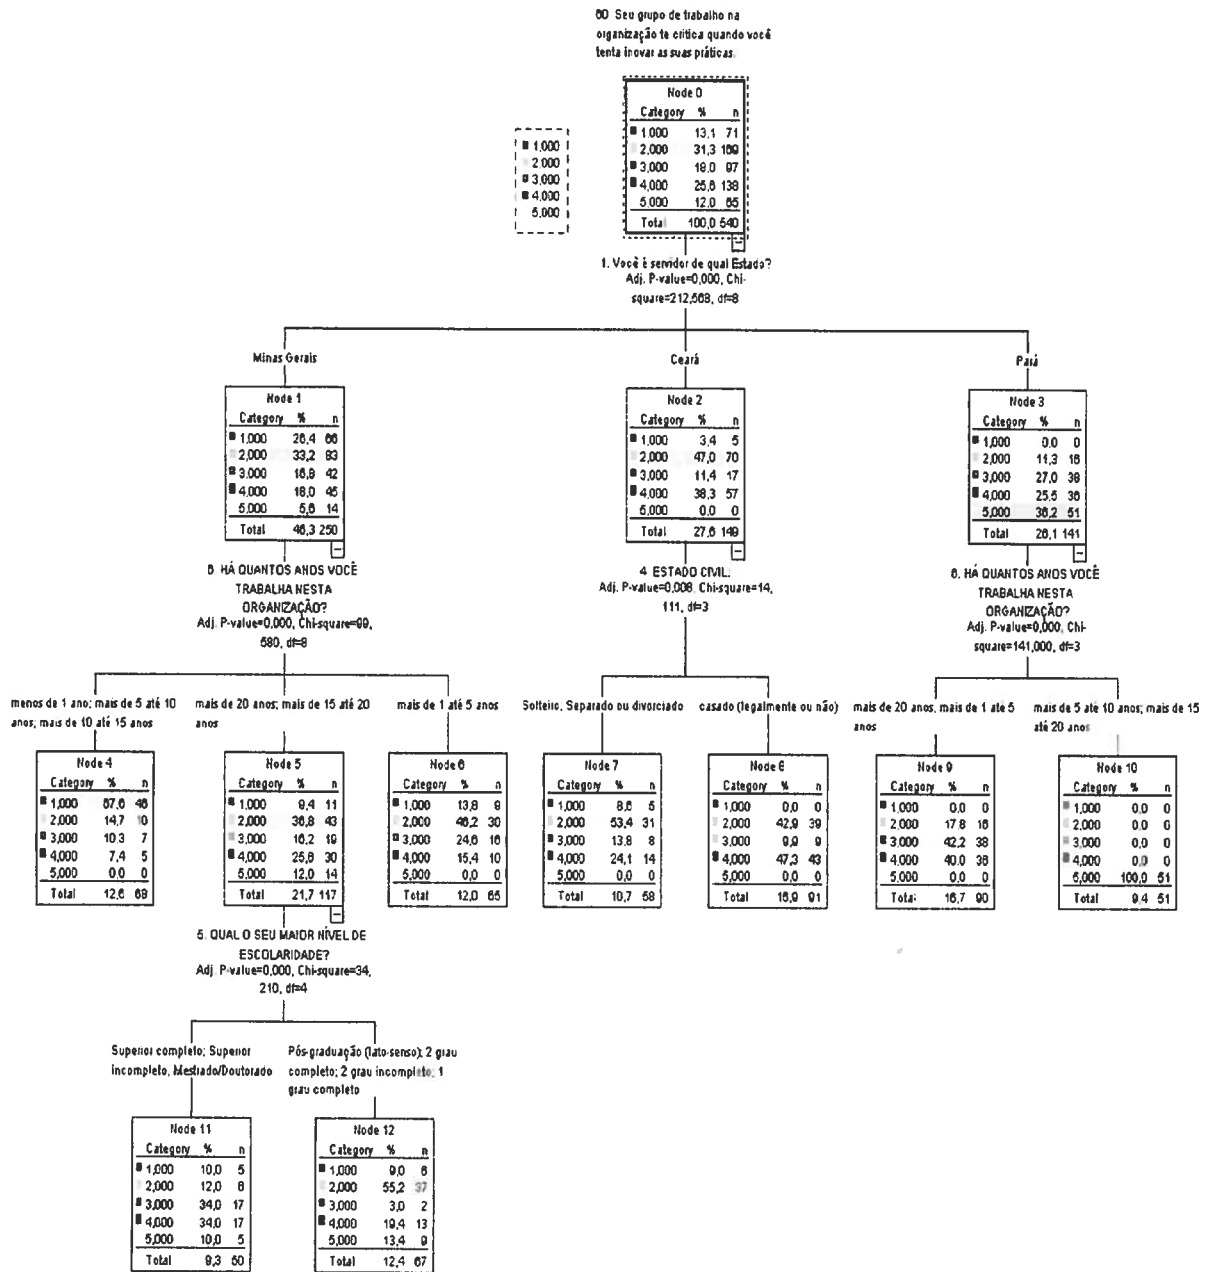 60. Seu grupo de trabalho na
organização te critica quando você
tenta inovar as suas práticas.
Node 0
Category % n
1,000 13,1 71
2,000 31,3 169
3,000 18,0 97
4,000 25,6 138
5,000 12,0 65
Total 100,0 540
1,000
2,000
3,000
4,000
5,000
1. Você é servidor de qual Estado?
Adj. P-value=0,000, Chi-
square=212,568, df=8
Minas Gerais
Ceará
Pará
Node 1
Category % n
1,000 26,4 66
2,000 33,2 83
3,000 16,8 42
4,000 18,0 45
5,000 5,6 14
Total 46,3 250
Node 2
Category % n
1,000 3,4 5
2,000 47,0 70
3,000 11,4 17
4,000 38,3 57
5,000 0,0 0
Total 27,6 149
Node 3
Category % n
1,000 0,0 0
2,000 11,3 16
3,000 27,0 38
4,000 25,5 36
5,000 36,2 51
Total 26,1 141
6. HÁ QUANTOS ANOS VOCÊ
TRABALHA NESTA
ORGANIZAÇÃO?
Adj. P-value=0,000, Chi-square=99,
680, df=8
4. ESTADO CIVIL.
Adj. P-value=0,008, Chi-square=14,
111, df=3
6. HÁ QUANTOS ANOS VOCÊ
TRABALHA NESTA
ORGANIZAÇÃO?
Adj. P-value=0,000, Chi-
square=141,000, df=3
menos de 1 ano; mais de 5 até 10
anos; mais de 10 até 15 anos
mais de 20 anos; mais de 15 até 20
anos
mais de 1 até 5 anos
Solteiro, Separado ou divorciado
casado (legalmente ou não)
mais de 20 anos, mais de 1 até 5
anos
mais de 5 até 10 anos; mais de 15
até 20 anos
Node 4
Category % n
1,000 67,6 46
2,000 14,7 10
3,000 10,3 7
4,000 7,4 5
5,000 0,0 0
Total 12,6 68
Node 5
Category % n
1,000 9,4 11
2,000 36,8 43
3,000 16,2 19
4,000 25,6 30
5,000 12,0 14
Total 21,7 117
Node 6
Category % n
1,000 13,8 9
2,000 46,2 30
3,000 24,6 16
4,000 15,4 10
5,000 0,0 0
Total 12,0 65
Node 7
Category % n
1,000 8,6 5
2,000 53,4 31
3,000 13,8 8
4,000 24,1 14
5,000 0,0 0
Total 10,7 58
Node 8
Category % n
1,000 0,0 0
2,000 42,9 39
3,000 9,9 9
4,000 47,3 43
5,000 0,0 0
Total 16,9 91
Node 9
Category % n
1,000 0,0 0
2,000 17,8 16
3,000 42,2 38
4,000 40,0 36
5,000 0,0 0
Total 16,7 90
Node 10
Category % n
1,000 0,0 0
2,000 0,0 0
3,000 0,0 0
4,000 0,0 0
5,000 100,0 51
Total 9,4 51
5. QUAL O SEU MAIOR NÍVEL DE
ESCOLARIDADE?
Adj. P-value=0,000, Chi-square=34,
210, df=4
Superior completo; Superior
incompleto, Mestrado/Doutorado
Pós-graduação (lato-senso); 2 grau
completo; 2 grau incompleto; 1
grau completo
Node 11
Category % n
1,000 10,0 5
2,000 12,0 6
3,000 34,0 17
4,000 34,0 17
5,000 10,0 5
Total 9,3 50
Node 12
Category % n
1,000 9,0 6
2,000 55,2 37
3,000 3,0 2
4,000 19,4 13
5,000 13,4 9
Total 12,4 67